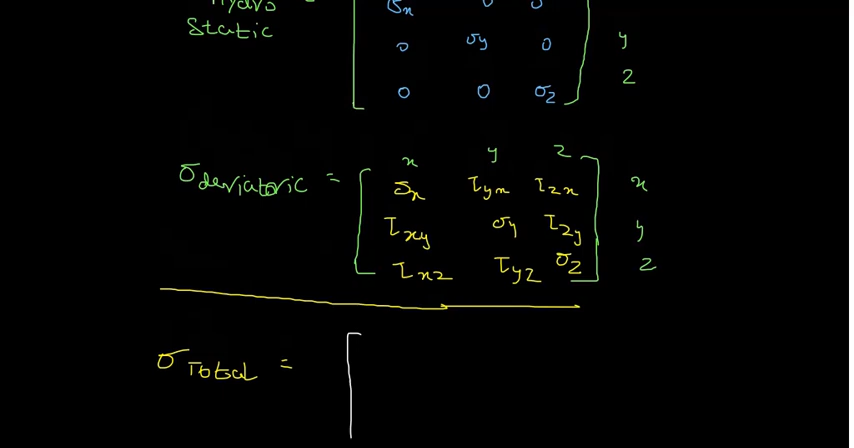 Hydro
Static
σx 0 0
0 σy 0 y
0 0 σz z
x y z
σdeviatoric = σx τyx τzx x
τxy σy τzy y
τxz τyz σz z
σTotal =